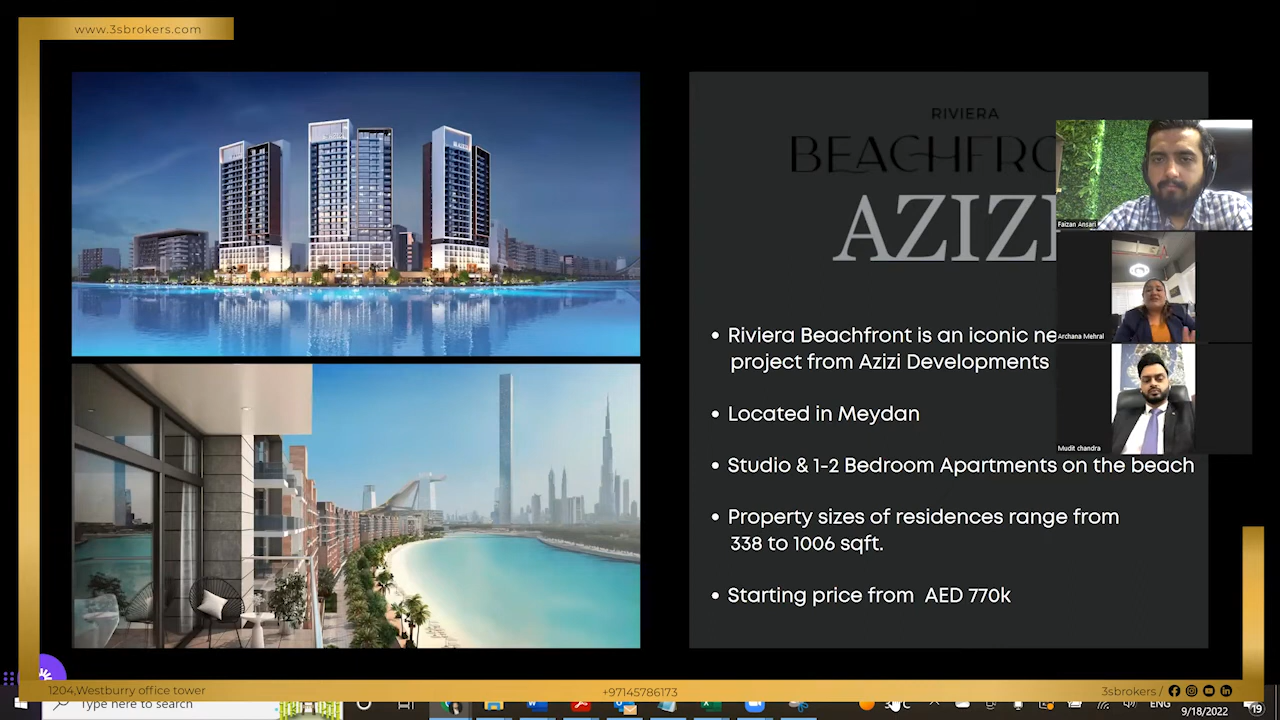 www.3sbrokers.com
RIVIERA
BEACHFRO
AZIZI
Faizan Ansari
Archana Mehral
Mudit chandra
• Riviera Beachfront is an iconic ne
project from Azizi Developments
• Located in Meydan
• Studio & 1-2 Bedroom Apartments on the beach
• Property sizes of residences range from
338 to 1006 sqft.
• Starting price from AED 770k
1204,Westburry office tower
+97145786173
3sbrokers /
Type here to search
ENG
9/18/2022
19